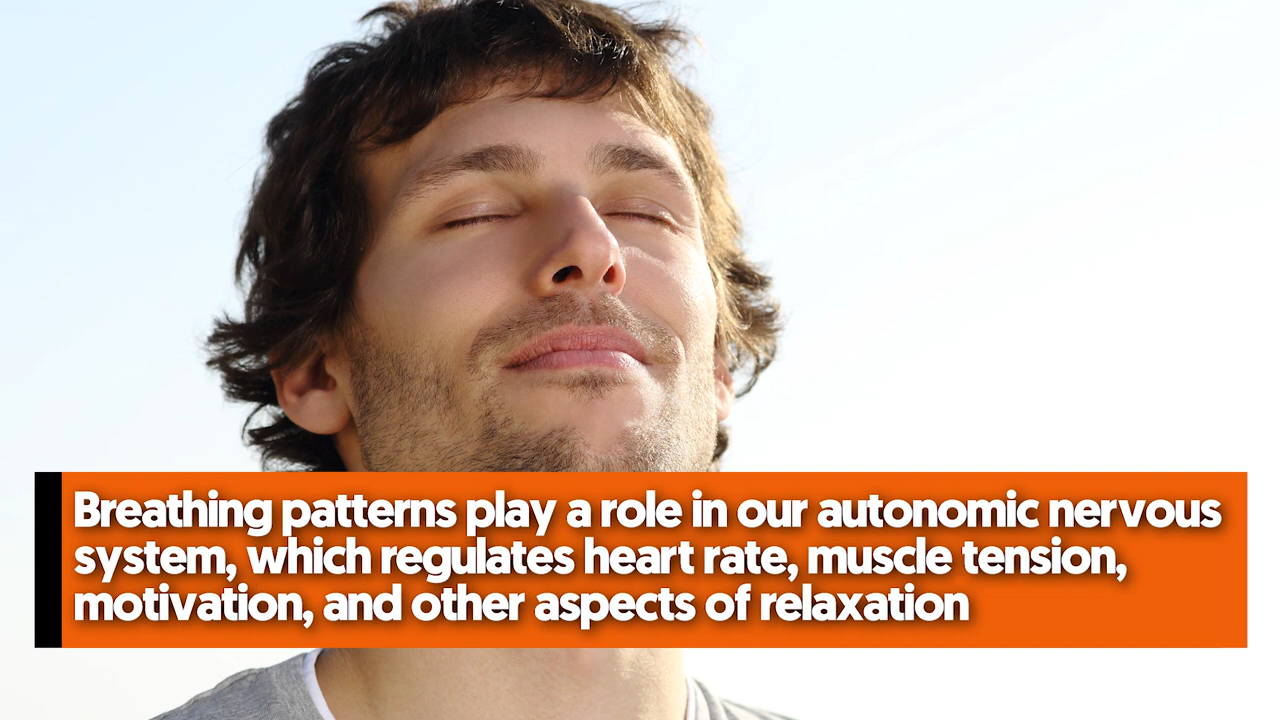 Breathing patterns play a role in our autonomic nervous
system, which regulates heart rate, muscle tension,
motivation, and other aspects of relaxation